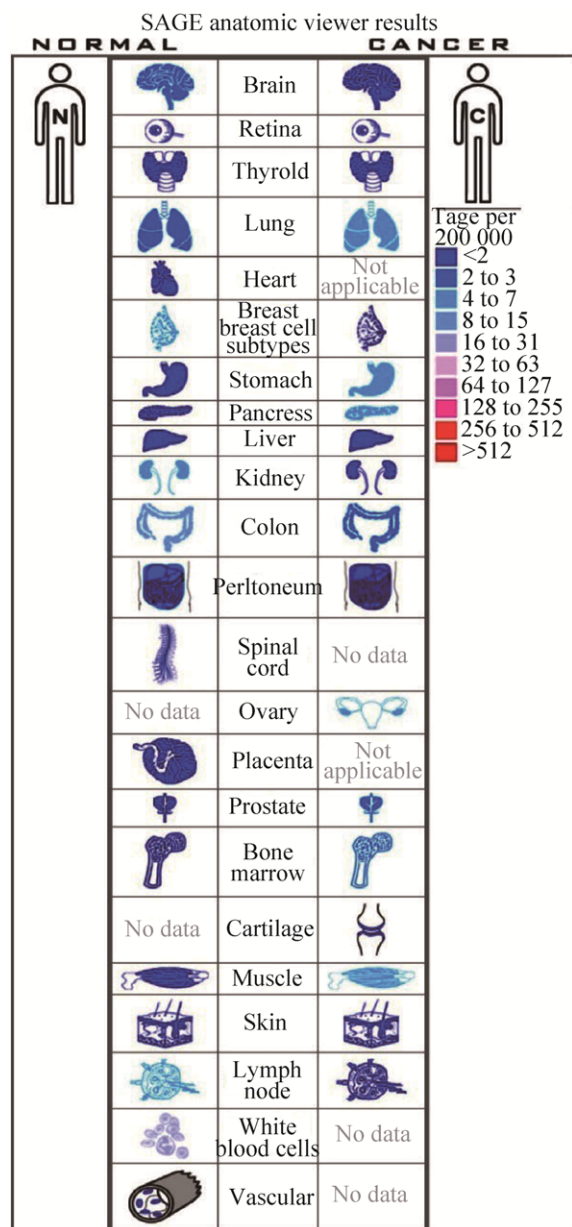 SAGE anatomic viewer results
NORMAL
CANCER
N
C
Brain
Retina
Thyrold
Lung
Heart
Not
applicable
Breast
breast cell
subtypes
Stomach
Pancress
Liver
Kidney
Colon
Perltoneum
Spinal
cord
No data
No data
Ovary
Placenta
Not
applicable
Prostate
Bone
marrow
No data
Cartilage
Muscle
Skin
Lymph
node
White
blood cells
No data
Vascular
No data
Tage per
200 000
<2
2 to 3
4 to 7
8 to 15
16 to 31
32 to 63
64 to 127
128 to 255
256 to 512
>512